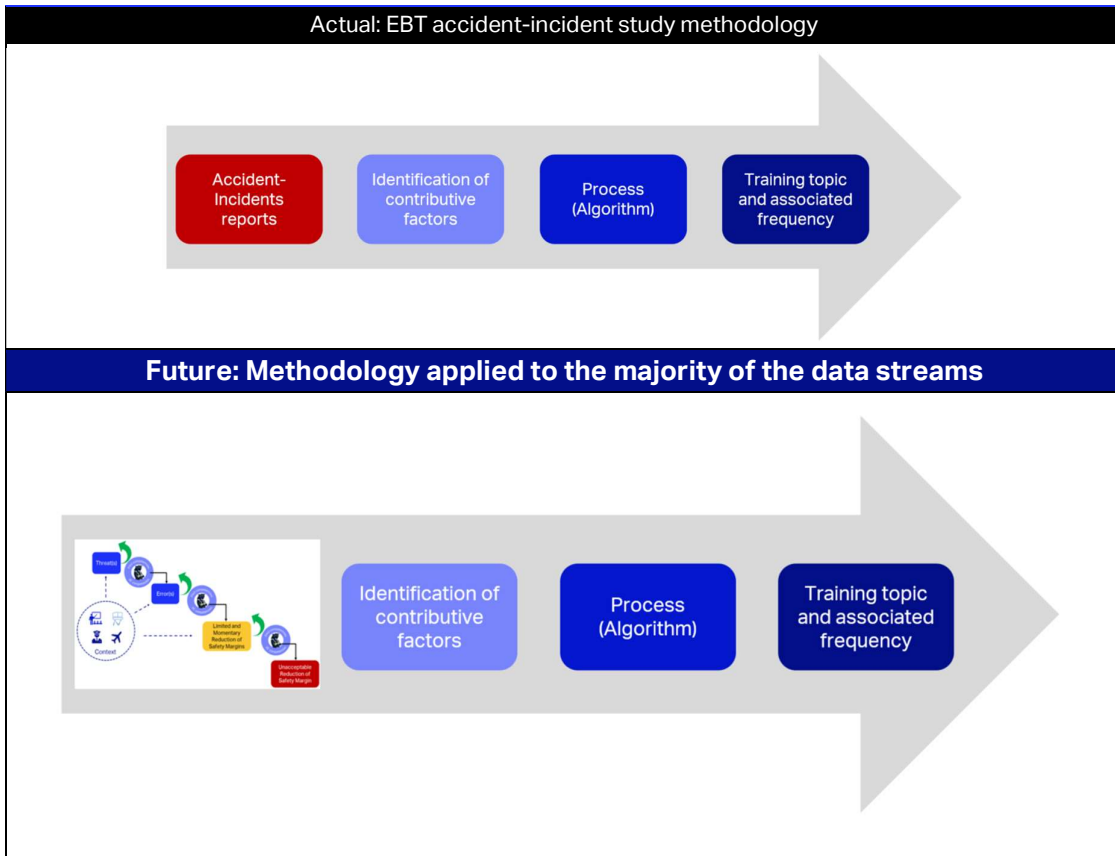 Actual: EBT accident-incident study methodology
Accident-
Incidents
reports
Identification of
contributive
factors
Process
(Algorithm)
Training topic
and associated
frequency
Future: Methodology applied to the majority of the data streams
Threat(s)
Error(s)
Context
Limited and
Momentary
Reduction of
Safety Margins
Unacceptable
Reduction of
Safety Margin
Identification of
contributive
factors
Process
(Algorithm)
Training topic
and associated
frequency